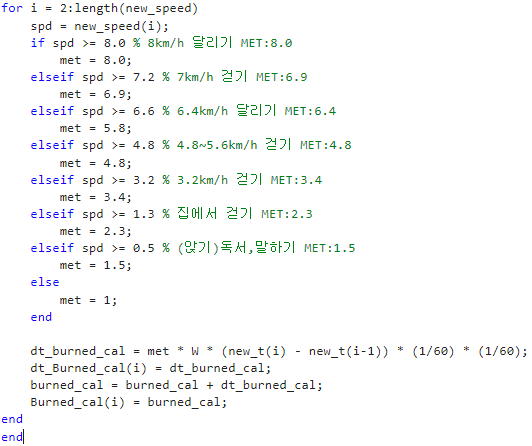 for i = 2:length(new_speed)
    spd = new_speed(i);
    if spd >= 8.0 % 8km/h 달리기 MET:8.0
        met = 8.0;
    elseif spd >= 7.2 % 7km/h 걷기 MET:6.9
        met = 6.9;
    elseif spd >= 6.6 % 6.4km/h 달리기 MET:6.4
        met = 5.8;
    elseif spd >= 4.8 % 4.8~5.6km/h 걷기 MET:4.8
        met = 4.8;
    elseif spd >= 3.2 % 3.2km/h 걷기 MET:3.4
        met = 3.4;
    elseif spd >= 1.3 % 집에서 걷기 MET:2.3
        met = 2.3;
    elseif spd >= 0.5 % (앉기)독서,말하기 MET:1.5
        met = 1.5;
    else
        met = 1;
    end
    dt_burned_cal = met * W * (new_t(i) - new_t(i-1)) * (1/60) * (1/60);
    dt_Burned_cal(i) = dt_burned_cal;
    burned_cal = burned_cal + dt_burned_cal;
    Burned_cal(i) = burned_cal;
end
end